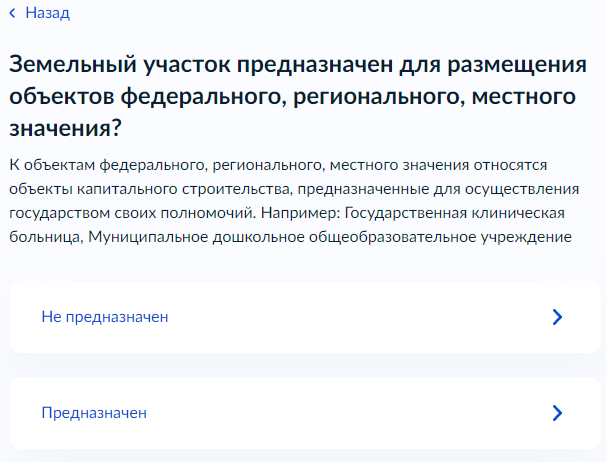 Назад
Земельный участок предназначен для размещения
объектов федерального, регионального, местного
значения?
К объектам федерального, регионального, местного значения относятся
объекты капитального строительства, предназначенные для осуществления
государством своих полномочий. Например: Государственная клиническая
больница, Муниципальное дошкольное общеобразовательное учреждение
Не предназначен
Предназначен